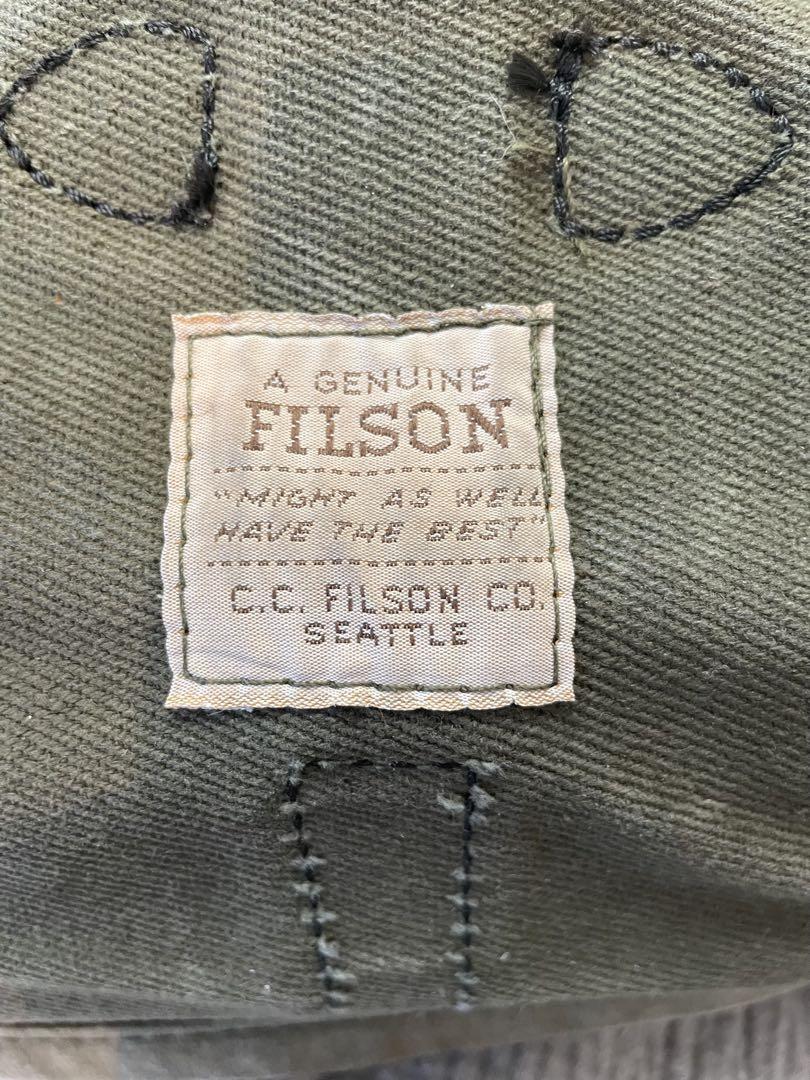 A GENUINE
FILSON
"MIGHT AS WELL
HAVE THE BEST"
C.C. FILSON CO.
SEATTLE